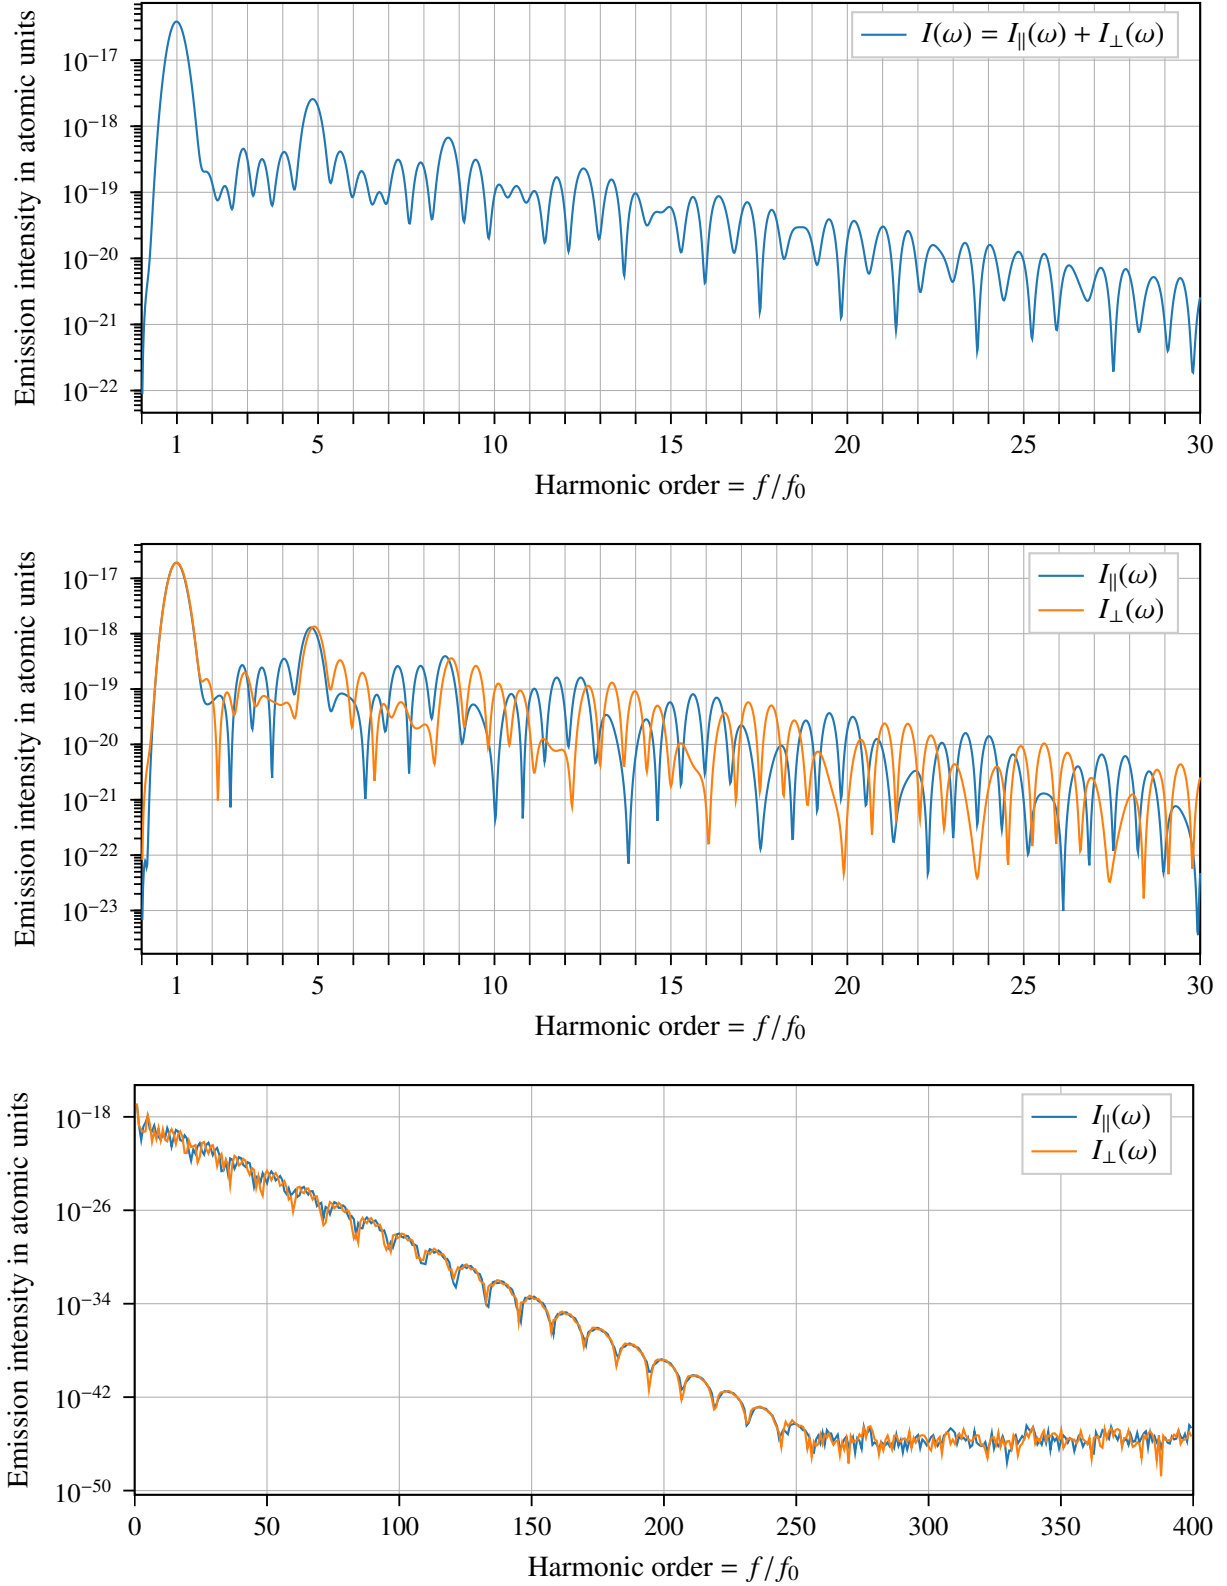 Emission intensity in atomic units
10⁻¹⁷
10⁻¹⁸
10⁻¹⁹
10⁻²⁰
10⁻²¹
10⁻²²
I(ω) = I∥(ω) + I⊥(ω)
1 5 10 15 20 25 30
Harmonic order = f/f₀
Emission intensity in atomic units
10⁻¹⁷
10⁻¹⁸
10⁻¹⁹
10⁻²⁰
10⁻²¹
10⁻²²
10⁻²³
I∥(ω)
I⊥(ω)
1 5 10 15 20 25 30
Harmonic order = f/f₀
Emission intensity in atomic units
10⁻¹⁸
10⁻²⁶
10⁻³⁴
10⁻⁴²
10⁻⁵⁰
I∥(ω)
I⊥(ω)
0 50 100 150 200 250 300 350 400
Harmonic order = f/f₀